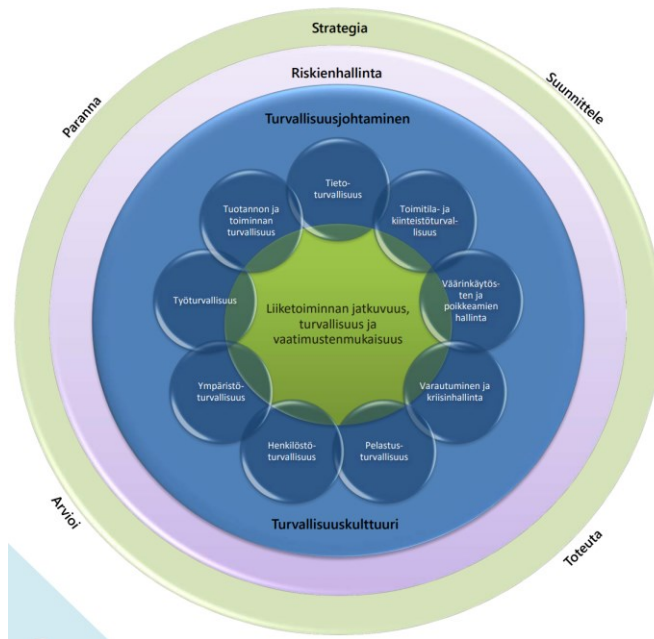 Strategia
Suunnittele
Toteuta
Arvioi
Paranna
Riskienhallinta
Turvallisuusjohtaminen
Tieto-
turvallisuus
Toimitila- ja
kiinteistöturval-
lisuus
Väärinkäytös-
ten ja
poikkeamien
hallinta
Varautuminen ja
kriisinhallinta
Pelastus-
turvallisuus
Henkilöstö-
turvallisuus
Ympäristö-
turvallisuus
Työturvallisuus
Tuotannon ja
toiminnan
turvallisuus
Liiketoiminnan jatkuvuus,
turvallisuus ja
vaatimustenmukaisuus
Turvallisuuskulttuuri